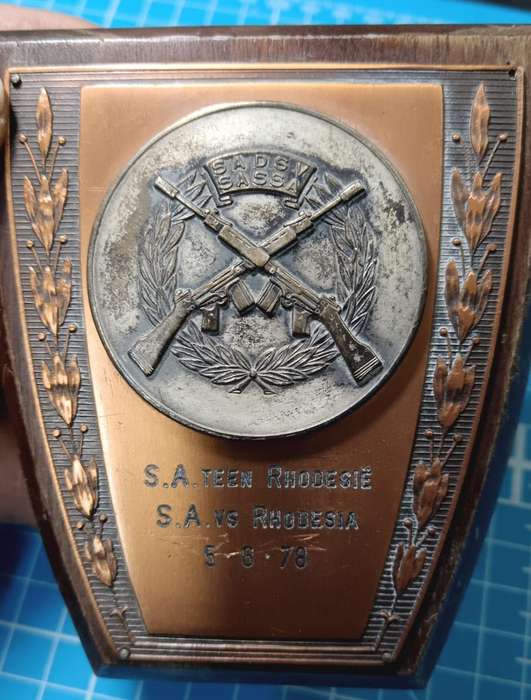 SADSV
SASSA
S.A. TEEN RHODESIË
S.A. VS RHODESIA
5 · 8 · 78